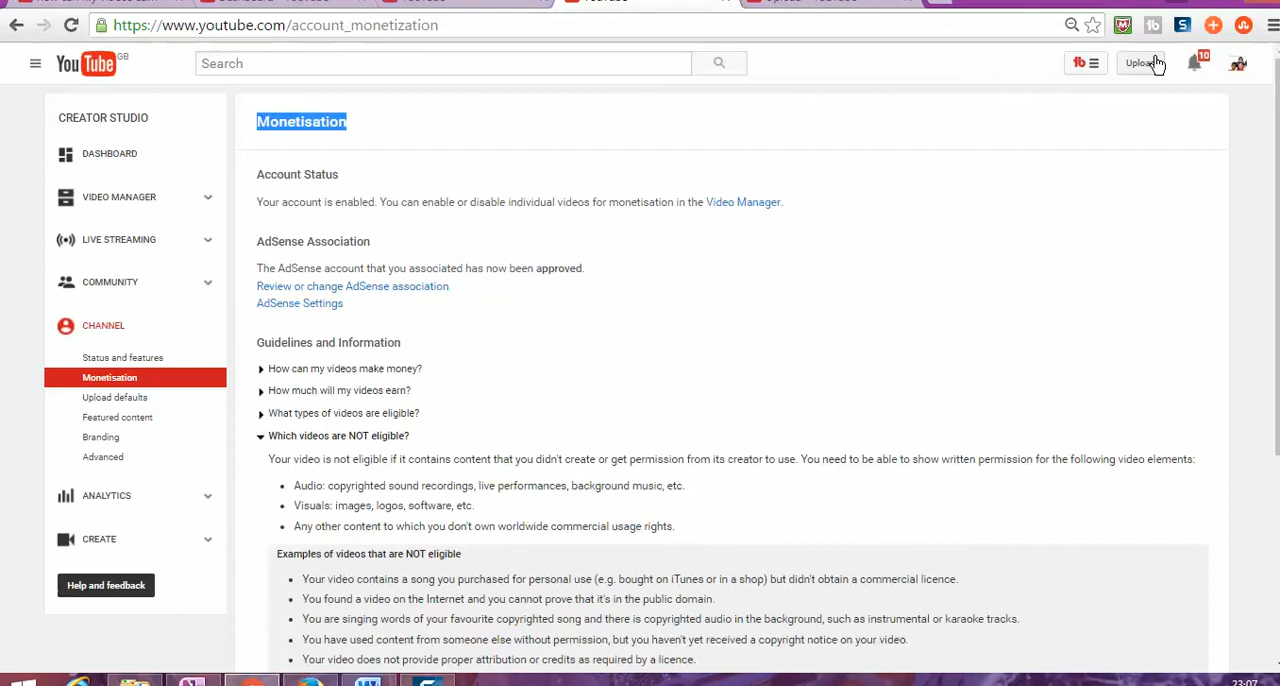 https://www.youtube.com/account_monetization
YouTube GB
Search
Upload
10
CREATOR STUDIO
DASHBOARD
VIDEO MANAGER
LIVE STREAMING
COMMUNITY
CHANNEL
Status and features
Monetisation
Upload defaults
Featured content
Branding
Advanced
ANALYTICS
CREATE
Help and feedback
Monetisation
Account Status
Your account is enabled. You can enable or disable individual videos for monetisation in the Video Manager.
AdSense Association
The AdSense account that you associated has now been approved.
Review or change AdSense association
AdSense Settings
Guidelines and Information
How can my videos make money?
How much will my videos earn?
What types of videos are eligible?
Which videos are NOT eligible?
Your video is not eligible if it contains content that you didn't create or get permission from its creator to use. You need to be able to show written permission for the following video elements:
Audio: copyrighted sound recordings, live performances, background music, etc.
Visuals: images, logos, software, etc.
Any other content to which you don't own worldwide commercial usage rights.
Examples of videos that are NOT eligible
Your video contains a song you purchased for personal use (e.g. bought on iTunes or in a shop) but didn't obtain a commercial licence.
You found a video on the Internet and you cannot prove that it's in the public domain.
You are singing words of your favourite copyrighted song and there is copyrighted audio in the background, such as instrumental or karaoke tracks.
You have used content from someone else without permission, but you haven't yet received a copyright notice on your video.
Your video does not provide proper attribution or credits as required by a licence.
23:07